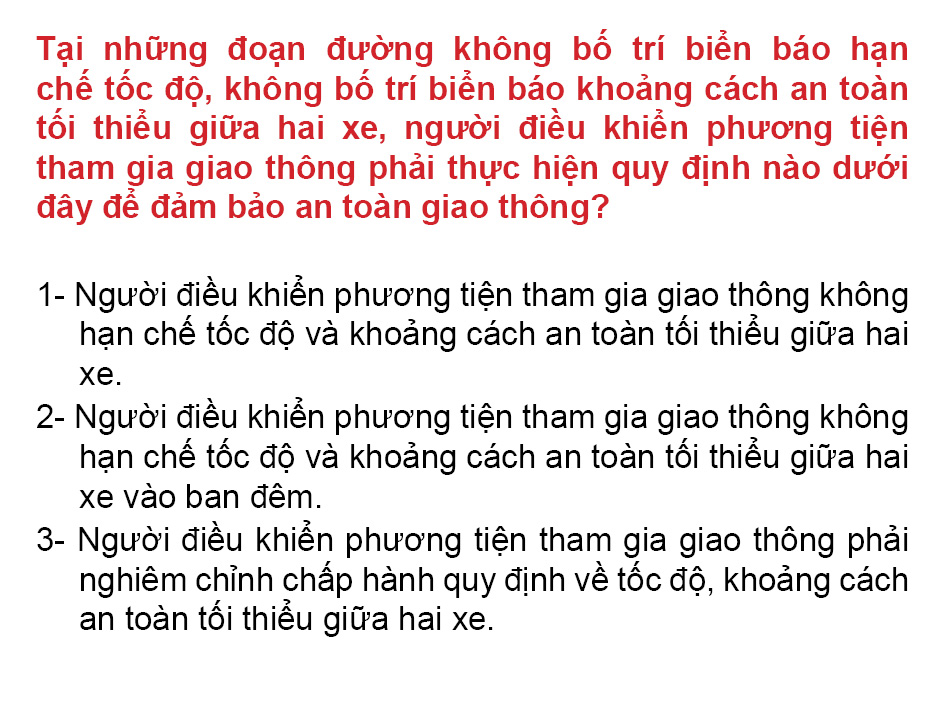 Tại những đoạn đường không bố trí biển báo hạn
chế tốc độ, không bố trí biển báo khoảng cách an toàn
tối thiểu giữa hai xe, người điều khiển phương tiện
tham gia giao thông phải thực hiện quy định nào dưới
đây để đảm bảo an toàn giao thông?
1- Người điều khiển phương tiện tham gia giao thông không
hạn chế tốc độ và khoảng cách an toàn tối thiểu giữa hai
xe.
2- Người điều khiển phương tiện tham gia giao thông không
hạn chế tốc độ và khoảng cách an toàn tối thiểu giữa hai
xe vào ban đêm.
3- Người điều khiển phương tiện tham gia giao thông phải
nghiêm chỉnh chấp hành quy định về tốc độ, khoảng cách
an toàn tối thiểu giữa hai xe.